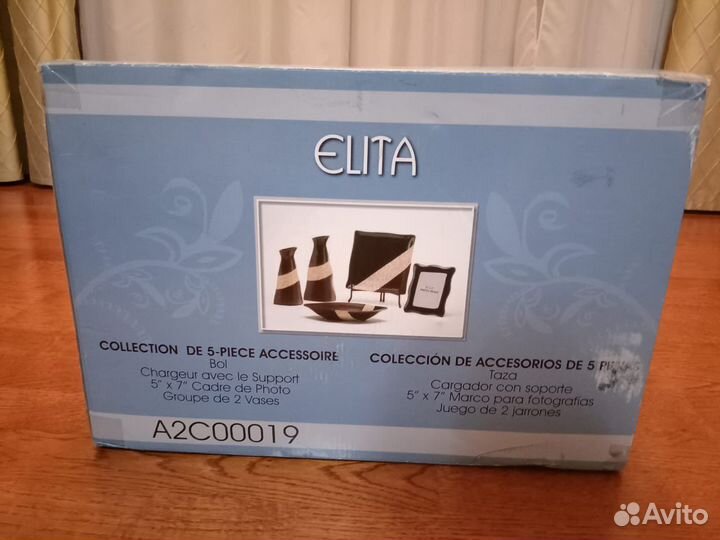 ELITA
COLLECTION DE 5-PIECE ACCESSOIRE
Bol
Chargeur avec le Support
5" x 7" Cadre de Photo
Groupe de 2 Vases
COLECCIÓN DE ACCESORIOS DE 5
Taza
Cargador con soporte
5" x 7" Marco para fotografías
Juego de 2 jarrones
A2C00019
Avito